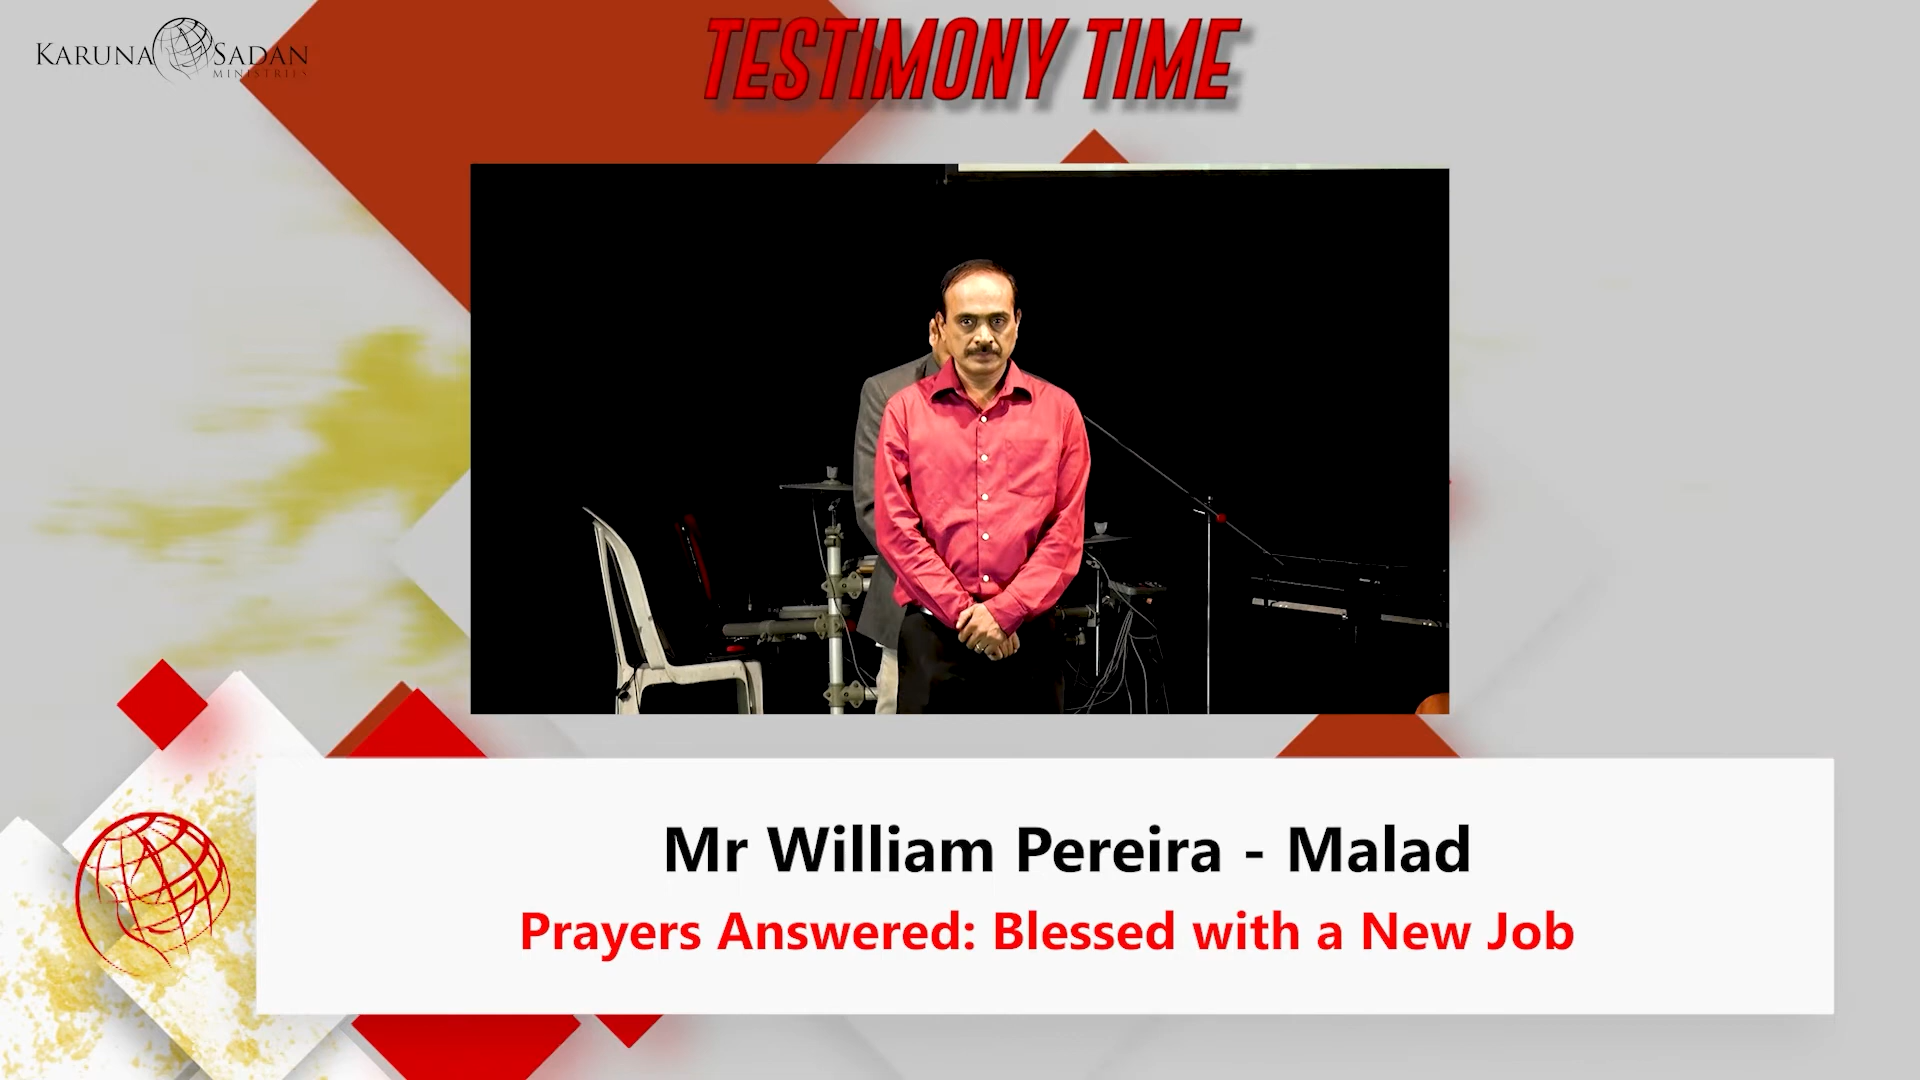 KARUNA SADAN
MINISTRIES
TESTIMONY TIME
Mr William Pereira - Malad
Prayers Answered: Blessed with a New Job